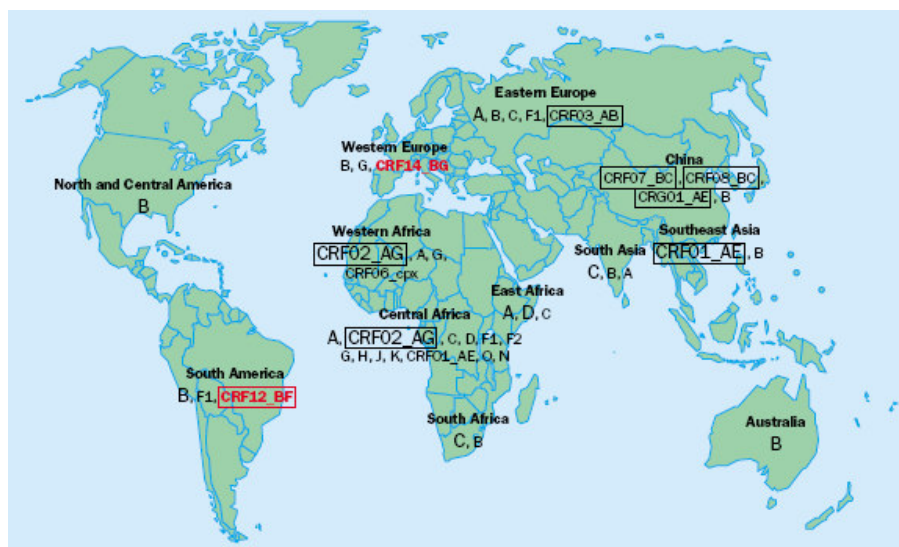 Eastern Europe
A, B, C, F1, CRF03_AB
Western Europe
B, G, CRF14_BG
China
CRF07_BC, CRF08_BC,
CRG01_AE, B
North and Central America
B
Western Africa
CRF02_AG, A, G,
CRF06_cpx
Southeast Asia
CRF01_AE, B
South Asia
C, B, A
East Africa
A, D, C
Central Africa
A, CRF02_AG, C, D, F1, F2
G, H, J, K, CRF01_AE, O, N
South America
B, F1, CRF12_BF
South Africa
C, B
Australia
B